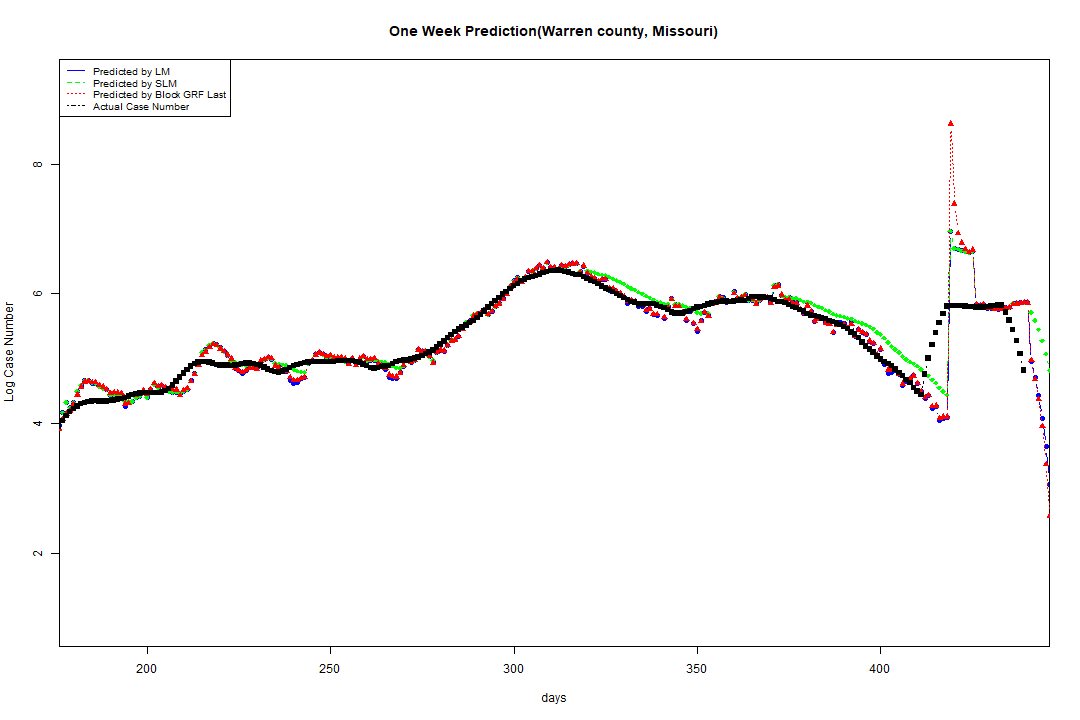 One Week Prediction(Warren county, Missouri)
Predicted by LM
Predicted by SLM
Predicted by Block GRF Last
Actual Case Number
8
6
4
2
Log Case Number
200
250
300
350
400
days